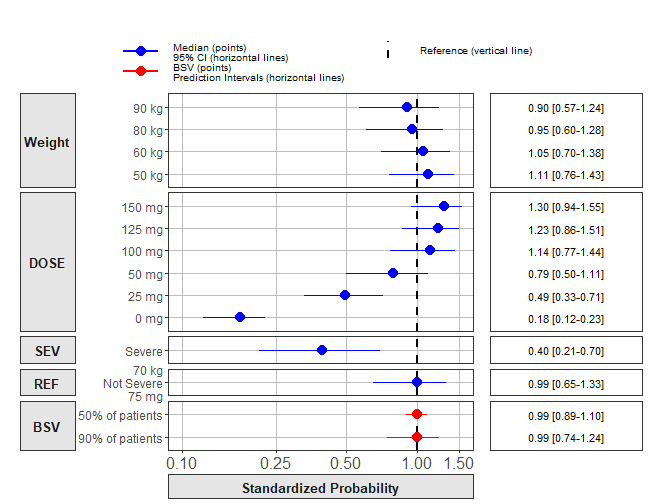 Median (points)
95% CI (horizontal lines)
BSV (points)
Prediction Intervals (horizontal lines)
Reference (vertical line)
Weight
90 kg
0.90 [0.57-1.24]
80 kg
0.95 [0.60-1.28]
60 kg
1.05 [0.70-1.38]
50 kg
1.11 [0.76-1.43]
DOSE
150 mg
1.30 [0.94-1.55]
125 mg
1.23 [0.86-1.51]
100 mg
1.14 [0.77-1.44]
50 mg
0.79 [0.50-1.11]
25 mg
0.49 [0.33-0.71]
0 mg
0.18 [0.12-0.23]
SEV
Severe
0.40 [0.21-0.70]
REF
70 kg
Not Severe
75 mg
0.99 [0.65-1.33]
BSV
50% of patients
0.99 [0.89-1.10]
90% of patients
0.99 [0.74-1.24]
0.10 0.25 0.50 1.00 1.50
Standardized Probability